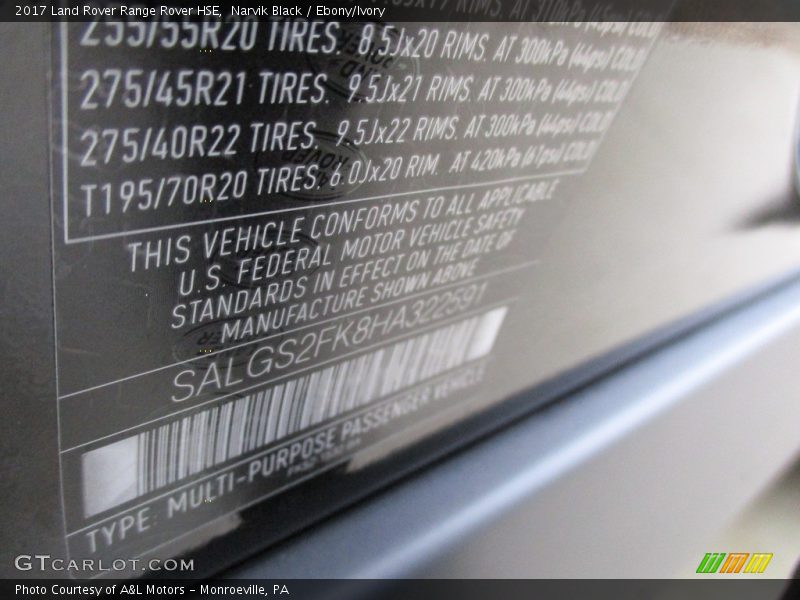 2017 Land Rover Range Rover HSE, Narvik Black / Ebony/Ivory
255/55R20 TIRES. 8.5Jx20 RIMS. AT 300kPa (44psi) COLD
275/45R21 TIRES. 9.5Jx21 RIMS. AT 300kPa (44psi) COLD
275/40R22 TIRES. 9.5Jx22 RIMS. AT 300kPa (44psi) COLD
T195/70R20 TIRES. 6.0Jx20 RIM. AT 420kPa (61psi) COLD
THIS VEHICLE CONFORMS TO ALL APPLICABLE
U.S. FEDERAL MOTOR VEHICLE SAFETY
STANDARDS IN EFFECT ON THE DATE OF
MANUFACTURE SHOWN ABOVE
SALGS2FK8HA322591
TYPE: MULTI-PURPOSE PASSENGER VEHICLE
GTCARLOT.COM
Photo Courtesy of A&L Motors - Monroeville, PA